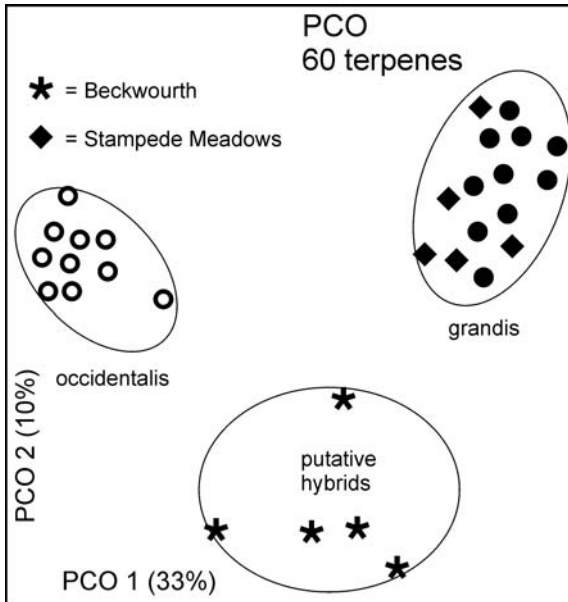 PCO
60 terpenes
= Beckwourth
= Stampede Meadows
grandis
occidentalis
putative
hybrids
PCO 2 (10%)
PCO 1 (33%)